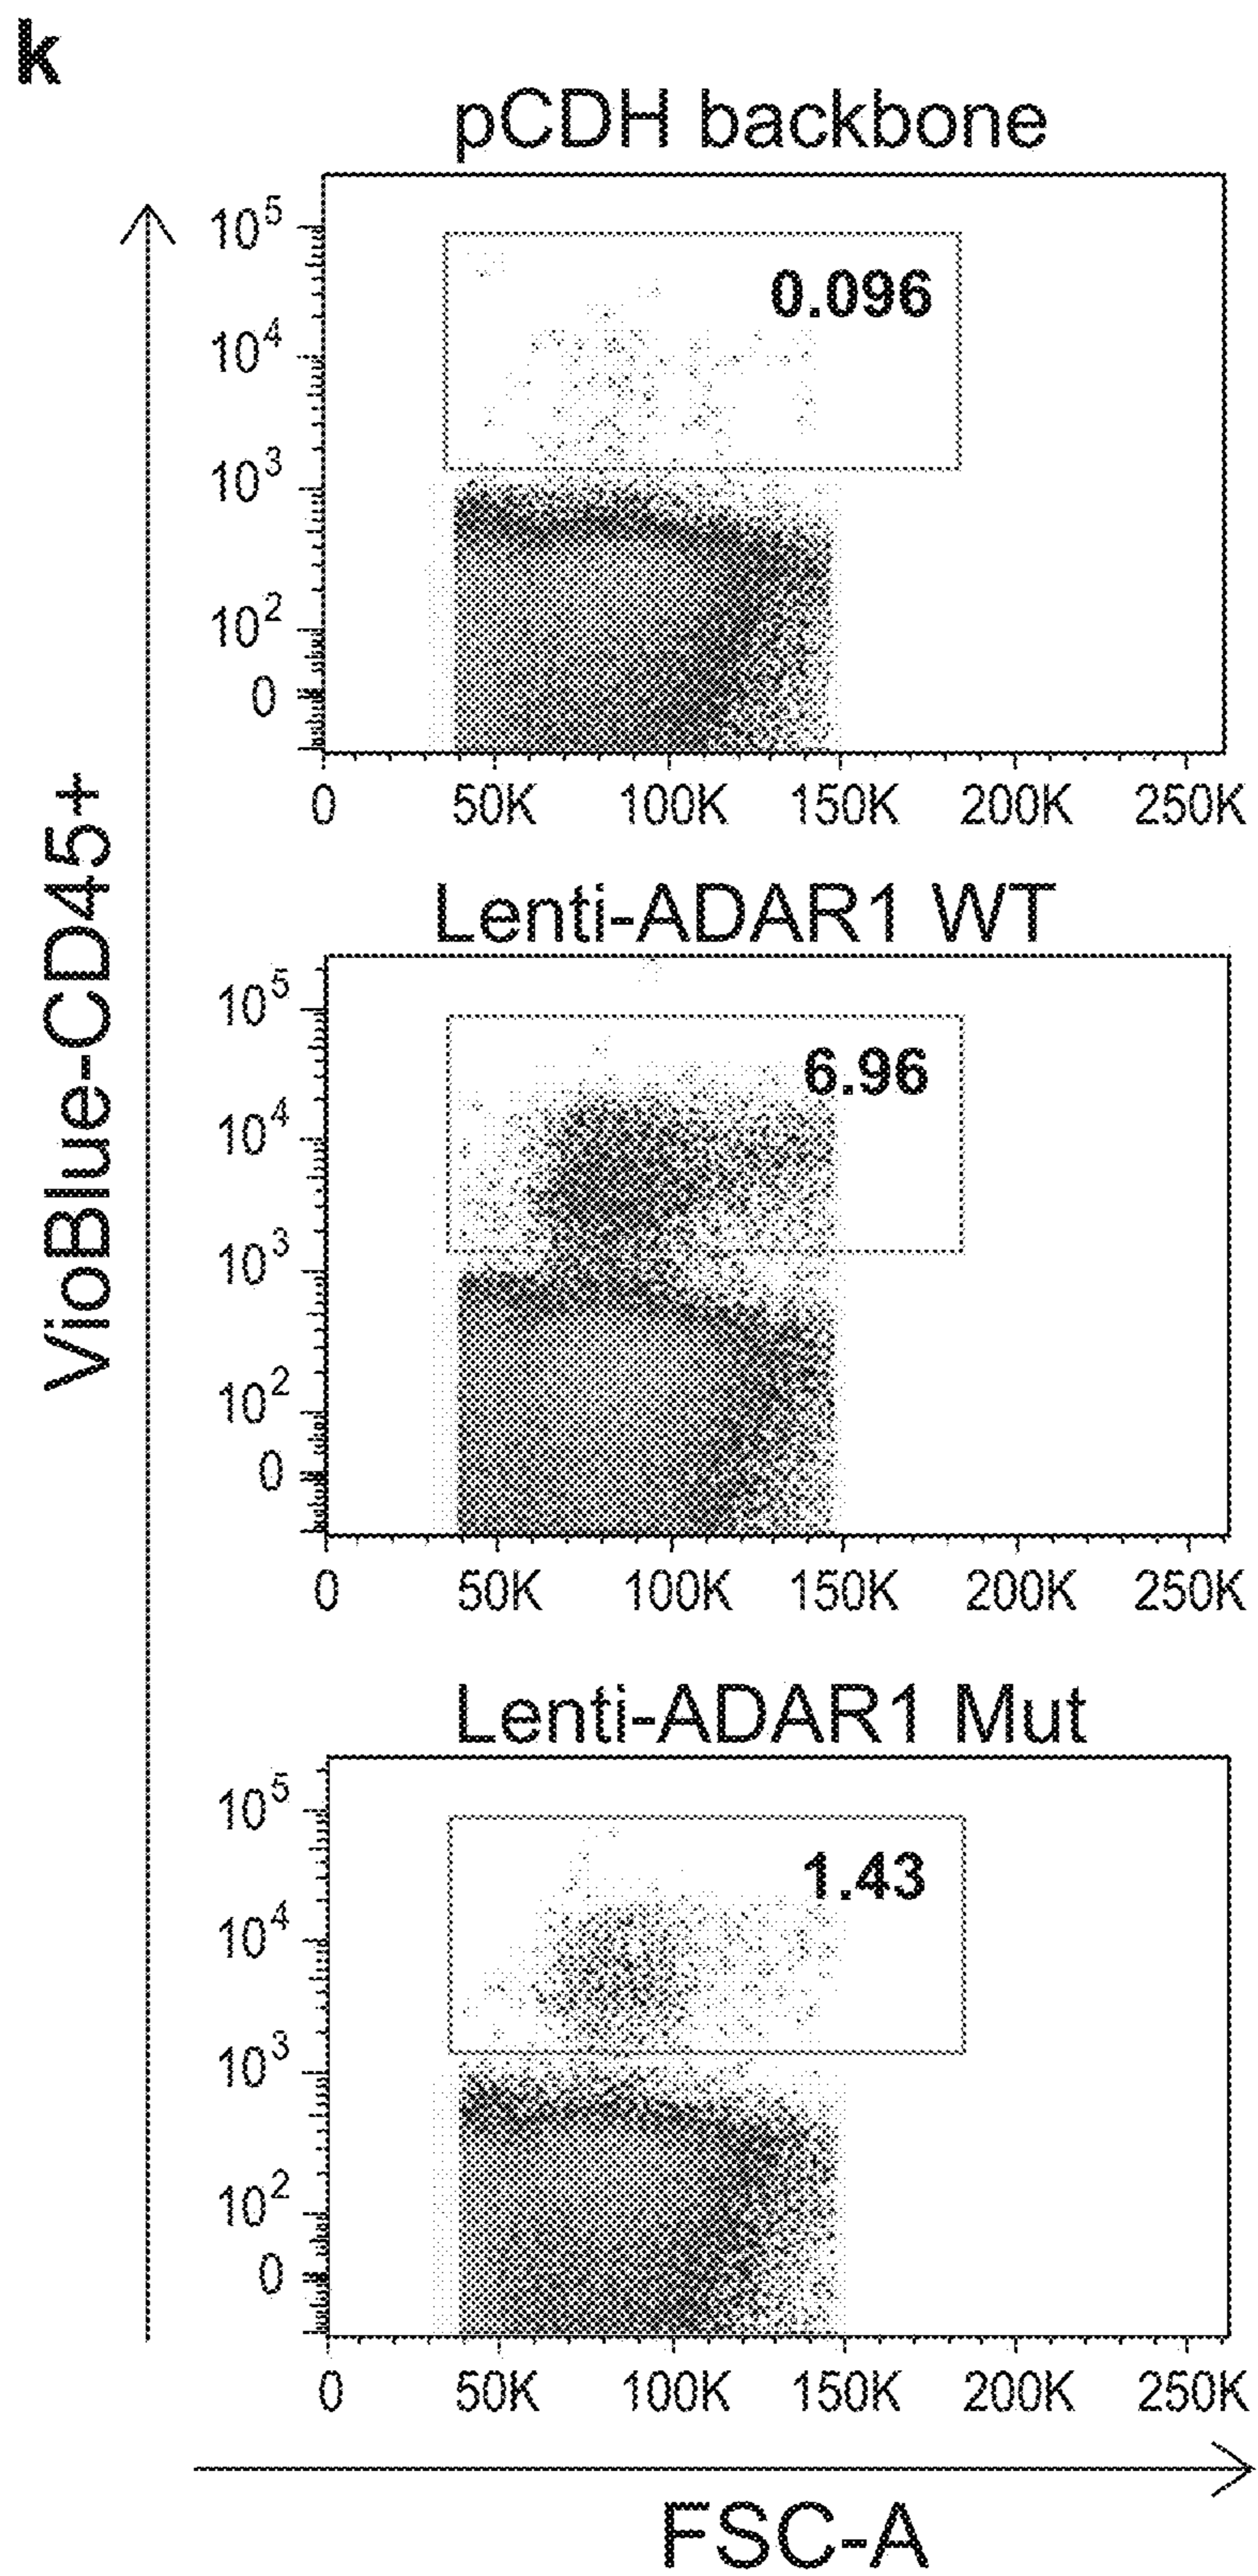 k
pCDH backbone
10^5
0.096
10^4
10^3
10^2
0
0 50K 100K 150K 200K 250K
Lenti-ADAR1 WT
10^5
6.96
10^4
10^3
10^2
0
0 50K 100K 150K 200K 250K
Lenti-ADAR1 Mut
10^5
1.43
10^4
10^3
10^2
0
0 50K 100K 150K 200K 250K
VioBlue-CD45+
FSC-A